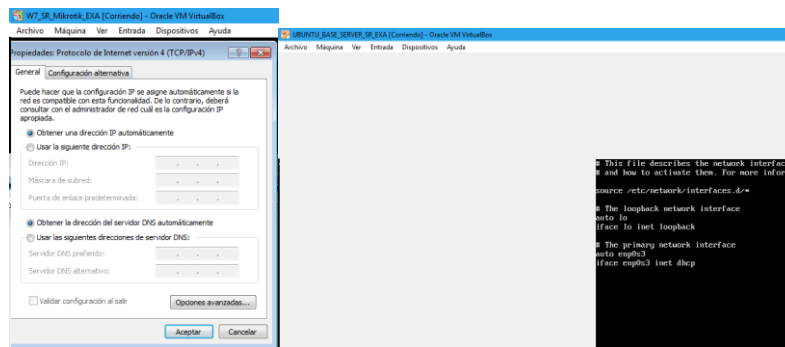 W7_SR_Mikrotik_EXA [Corriendo] - Oracle VM VirtualBox
Archivo Máquina Ver Entrada Dispositivos Ayuda
Propiedades: Protocolo de Internet versión 4 (TCP/IPv4)
General Configuración alternativa
Puede hacer que la configuración IP se asigne automáticamente si la
red es compatible con esta funcionalidad. De lo contrario, deberá
consultar con el administrador de red cuál es la configuración IP
apropiada.
Obtener una dirección IP automáticamente
Usar la siguiente dirección IP:
Dirección IP:
Máscara de subred:
Puerta de enlace predeterminada:
Obtener la dirección del servidor DNS automáticamente
Usar las siguientes direcciones de servidor DNS:
Servidor DNS preferido:
Servidor DNS alternativo:
Validar configuración al salir
Opciones avanzadas...
Aceptar Cancelar
UBUNTU_BASE_SERVER_SR_EXA [Corriendo] - Oracle VM VirtualBox
Archivo Máquina Ver Entrada Dispositivos Ayuda
# This file describes the network interfac
# and how to activate them. For more infor
source /etc/network/interfaces.d/*
# The loopback network interface
auto lo
iface lo inet loopback
# The primary network interface
auto enp0s3
iface enp0s3 inet dhcp